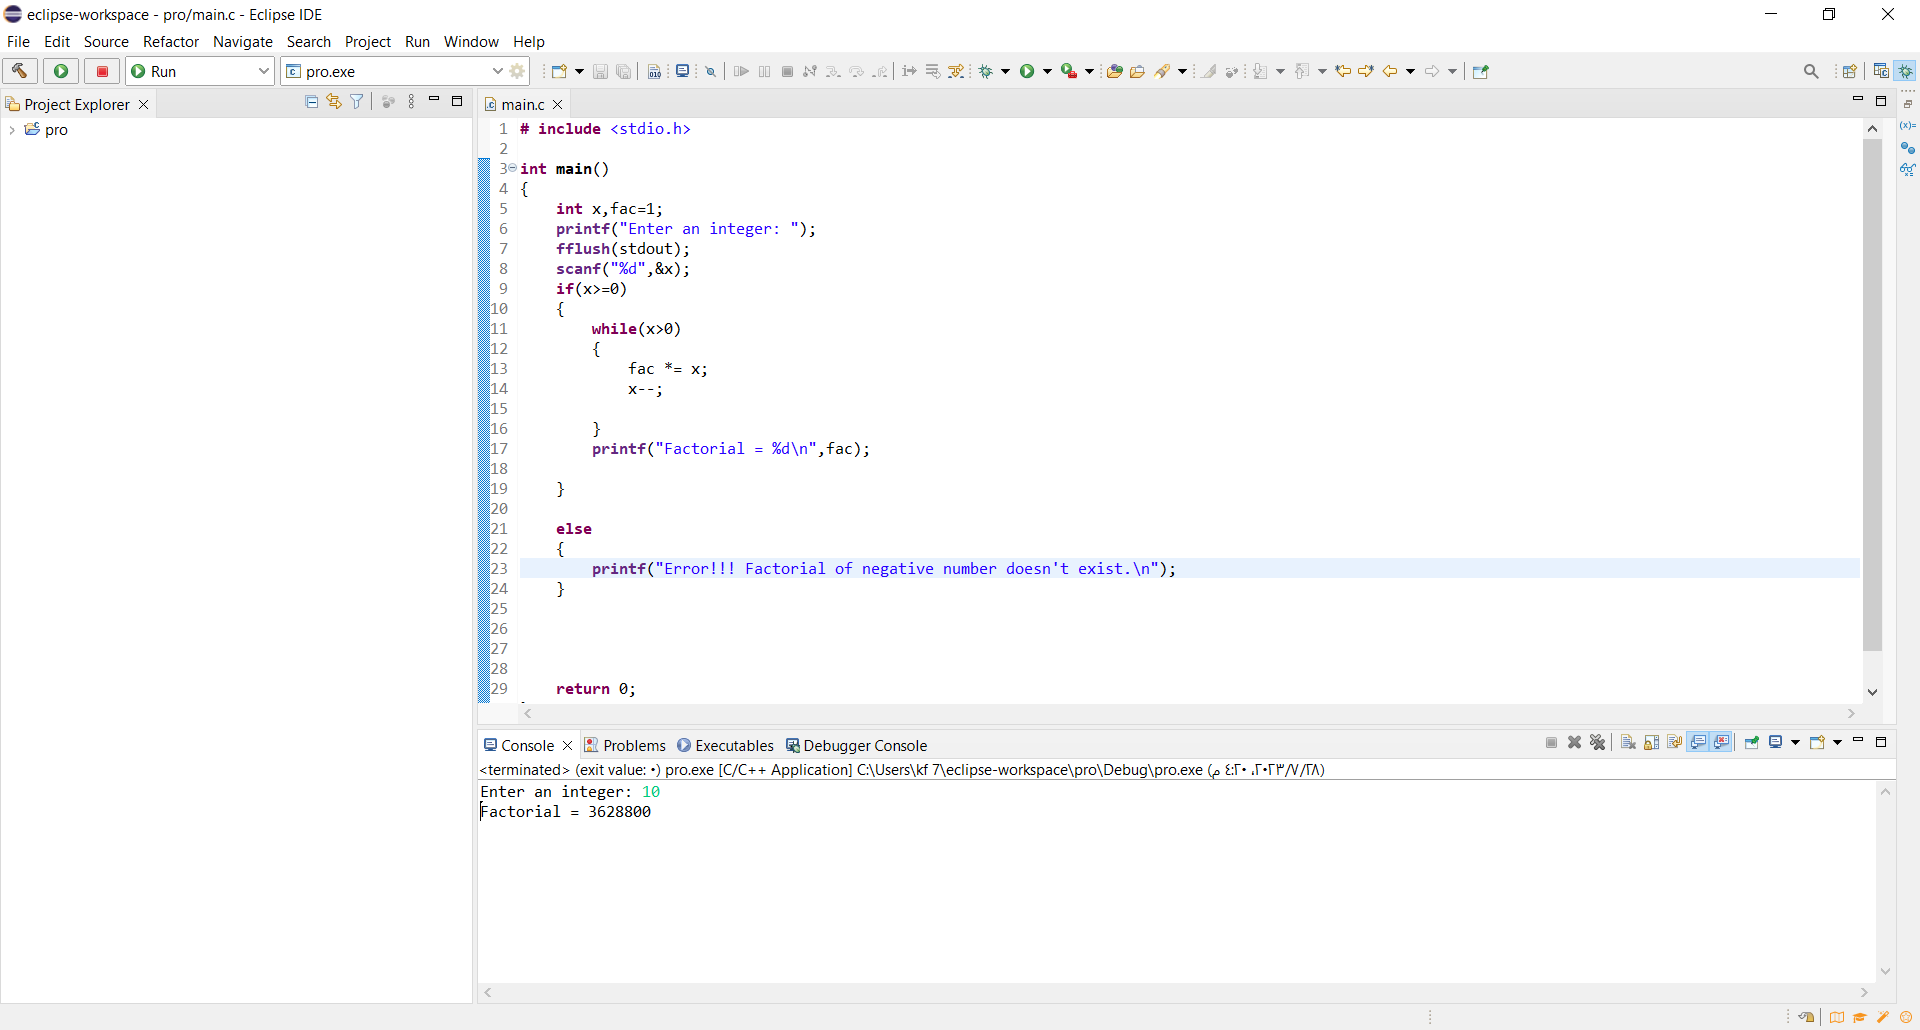 eclipse-workspace - pro/main.c - Eclipse IDE
File Edit Source Refactor Navigate Search Project Run Window Help
Run pro.exe
Project Explorer
pro
main.c
1 # include <stdio.h>
2
3 int main()
4 {
5 int x,fac=1;
6 printf("Enter an integer: ");
7 fflush(stdout);
8 scanf("%d",&x);
9 if(x>=0)
10 {
11 while(x>0)
12 {
13 fac *= x;
14 x--;
15
16 }
17 printf("Factorial = %d\n",fac);
18
19 }
20
21 else
22 {
23 printf("Error!!! Factorial of negative number doesn't exist.\n");
24 }
25
26
27
28
29 return 0;
Console Problems Executables Debugger Console
<terminated> (exit value: ٠) pro.exe [C/C++ Application] C:\Users\kf 7\eclipse-workspace\pro\Debug\pro.exe (٢٠٢٣/٧/٢٨، ٤:٢٠ م)
Enter an integer: 10
Factorial = 3628800